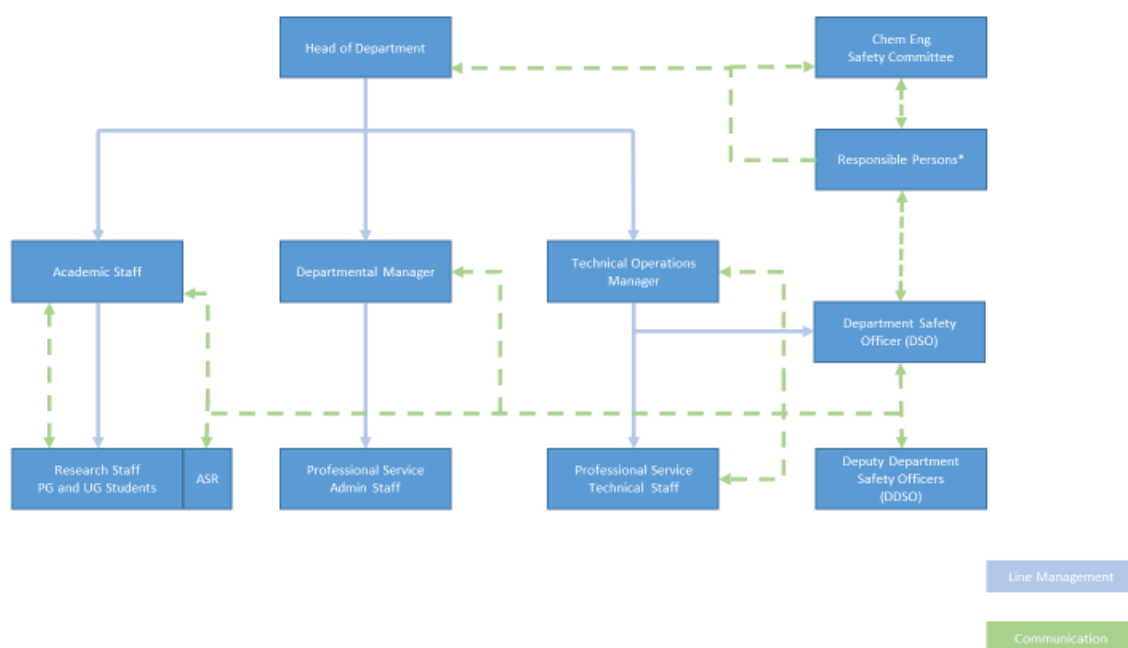 Head of Department
Chem Eng
Safety Committee
Responsible Persons*
Academic Staff
Departmental Manager
Technical Operations
Manager
Department Safety
Officer (DSO)
Research Staff
PG and UG Students
ASR
Professional Service
Admin Staff
Professional Service
Technical Staff
Deputy Department
Safety Officers
(DDSO)
Line Management
Communication